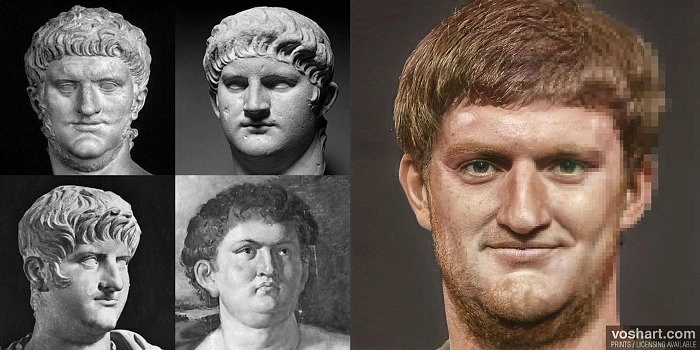 voshart.com
PRINTS / LICENSING AVAILABLE